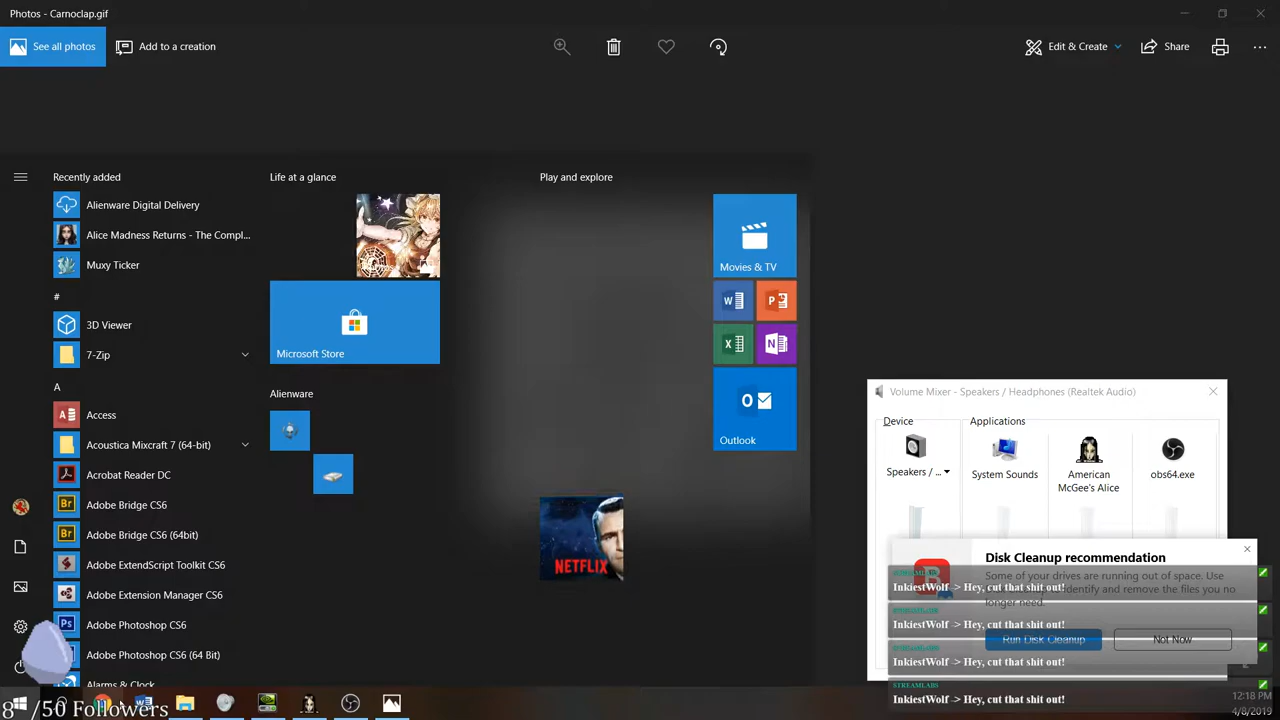 Photos - Carnoclap.gif
See all photos
Add to a creation
Edit & Create
Share
Recently added
Alienware Digital Delivery
Alice Madness Returns - The Compl...
Muxy Ticker
#
3D Viewer
7-Zip
A
Access
Acoustica Mixcraft 7 (64-bit)
Acrobat Reader DC
Adobe Bridge CS6
Adobe Bridge CS6 (64bit)
Adobe ExtendScript Toolkit CS6
Adobe Extension Manager CS6
Adobe Photoshop CS6
Adobe Photoshop CS6 (64 Bit)
Alarms & Clock
Life at a glance
Microsoft Store
Alienware
Play and explore
Movies & TV
Outlook
NETFLIX
Volume Mixer - Speakers / Headphones (Realtek Audio)
Device
Applications
Speakers / ...
System Sounds
American
McGee's Alice
obs64.exe
Disk Cleanup recommendation
Some of your drives are running out of space. Use
Disk Cleanup to identify and remove the files you no
longer need.
Run Disk Cleanup
Not Now
InkiestWolf -> Hey, cut that shit out!
InkiestWolf -> Hey, cut that shit out!
InkiestWolf -> Hey, cut that shit out!
STREAMLABS
InkiestWolf -> Hey, cut that shit out!
8 /50 Followers
12:18 PM
4/8/2019